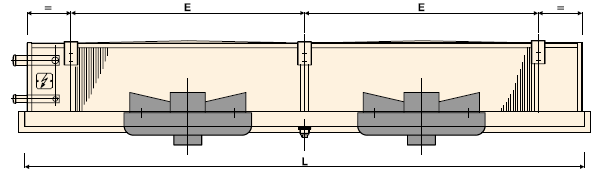 = E E =
L